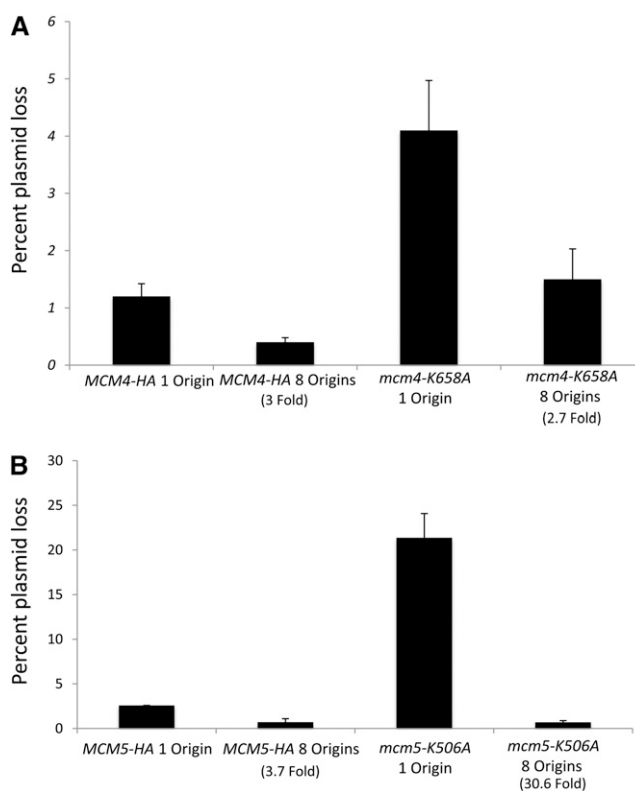 A
Percent plasmid loss
6
5
4
3
2
1
0
MCM4-HA 1 Origin
MCM4-HA 8 Origins
(3 Fold)
mcm4-K658A
1 Origin
mcm4-K658A
8 Origins
(2.7 Fold)
B
Percent plasmid loss
30
25
20
15
10
5
0
MCM5-HA 1 Origin
MCM5-HA 8 Origins
(3.7 Fold)
mcm5-K506A
1 Origin
mcm5-K506A
8 Origins
(30.6 Fold)